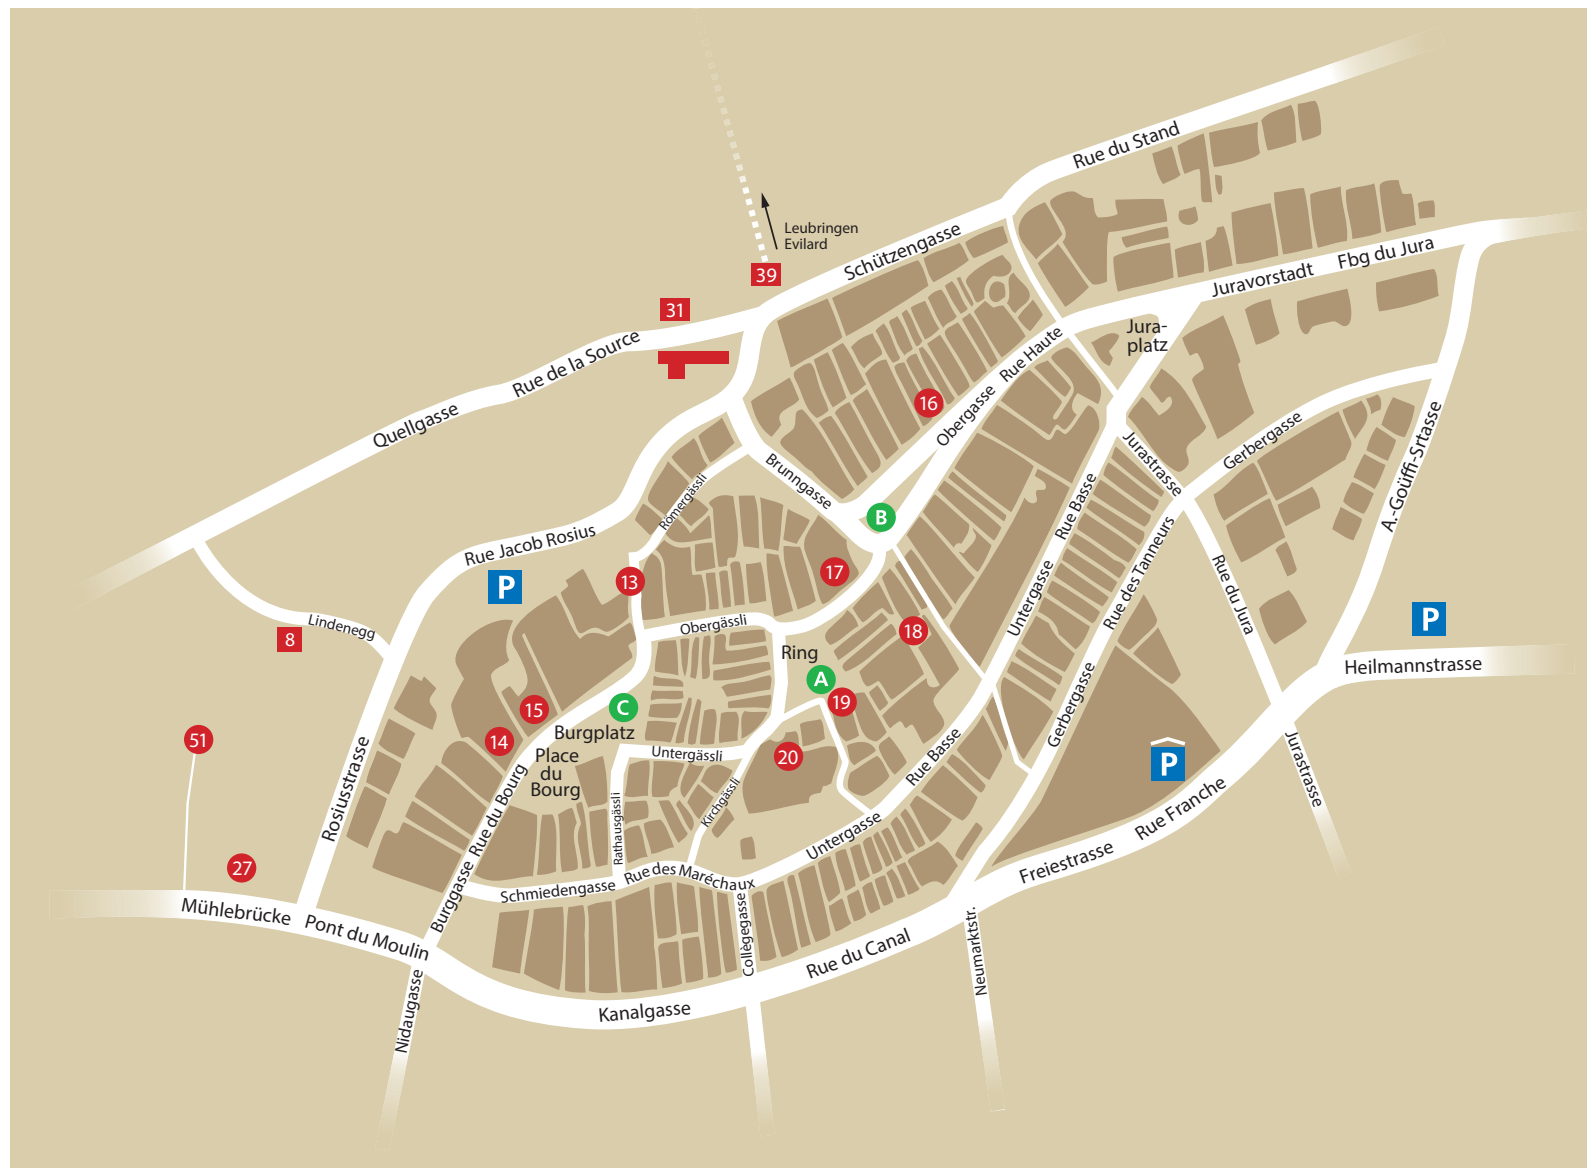 Rue du Stand
Leubringen
Evilard
Schützengasse
39
Fbg du Jura
Juravorstadt
31
Jura-
platz
Rue de la Source
Rue Haute
16
Obergasse
Quellgasse
Gerbergasse
A.-Goüffi-Srtasse
Jurastrasse
Brunngasse
Römergässli
Rue Basse
B
Rue Jacob Rosius
P
13
17
Rue des Tanneurs
Untergasse
Rue du Jura
P
Lindenegg
8
Obergässli
18
Ring
A
19
Heilmannstrasse
C
15
Burgplatz
14
51
Place
du
Bourg
Untergässli
20
Gerbergasse
Rue Basse
P
Jurastrasse
Rosiusstrasse
Rue du Bourg
Rathausgässli
Kirchgässli
Rue Franche
Untergasse
Freiestrasse
27
Rue des Maréchaux
Schmiedengasse
Burggasse
Mühlebrücke
Pont du Moulin
Collègegasse
Rue du Canal
Neumarktstr.
Nidaugasse
Kanalgasse